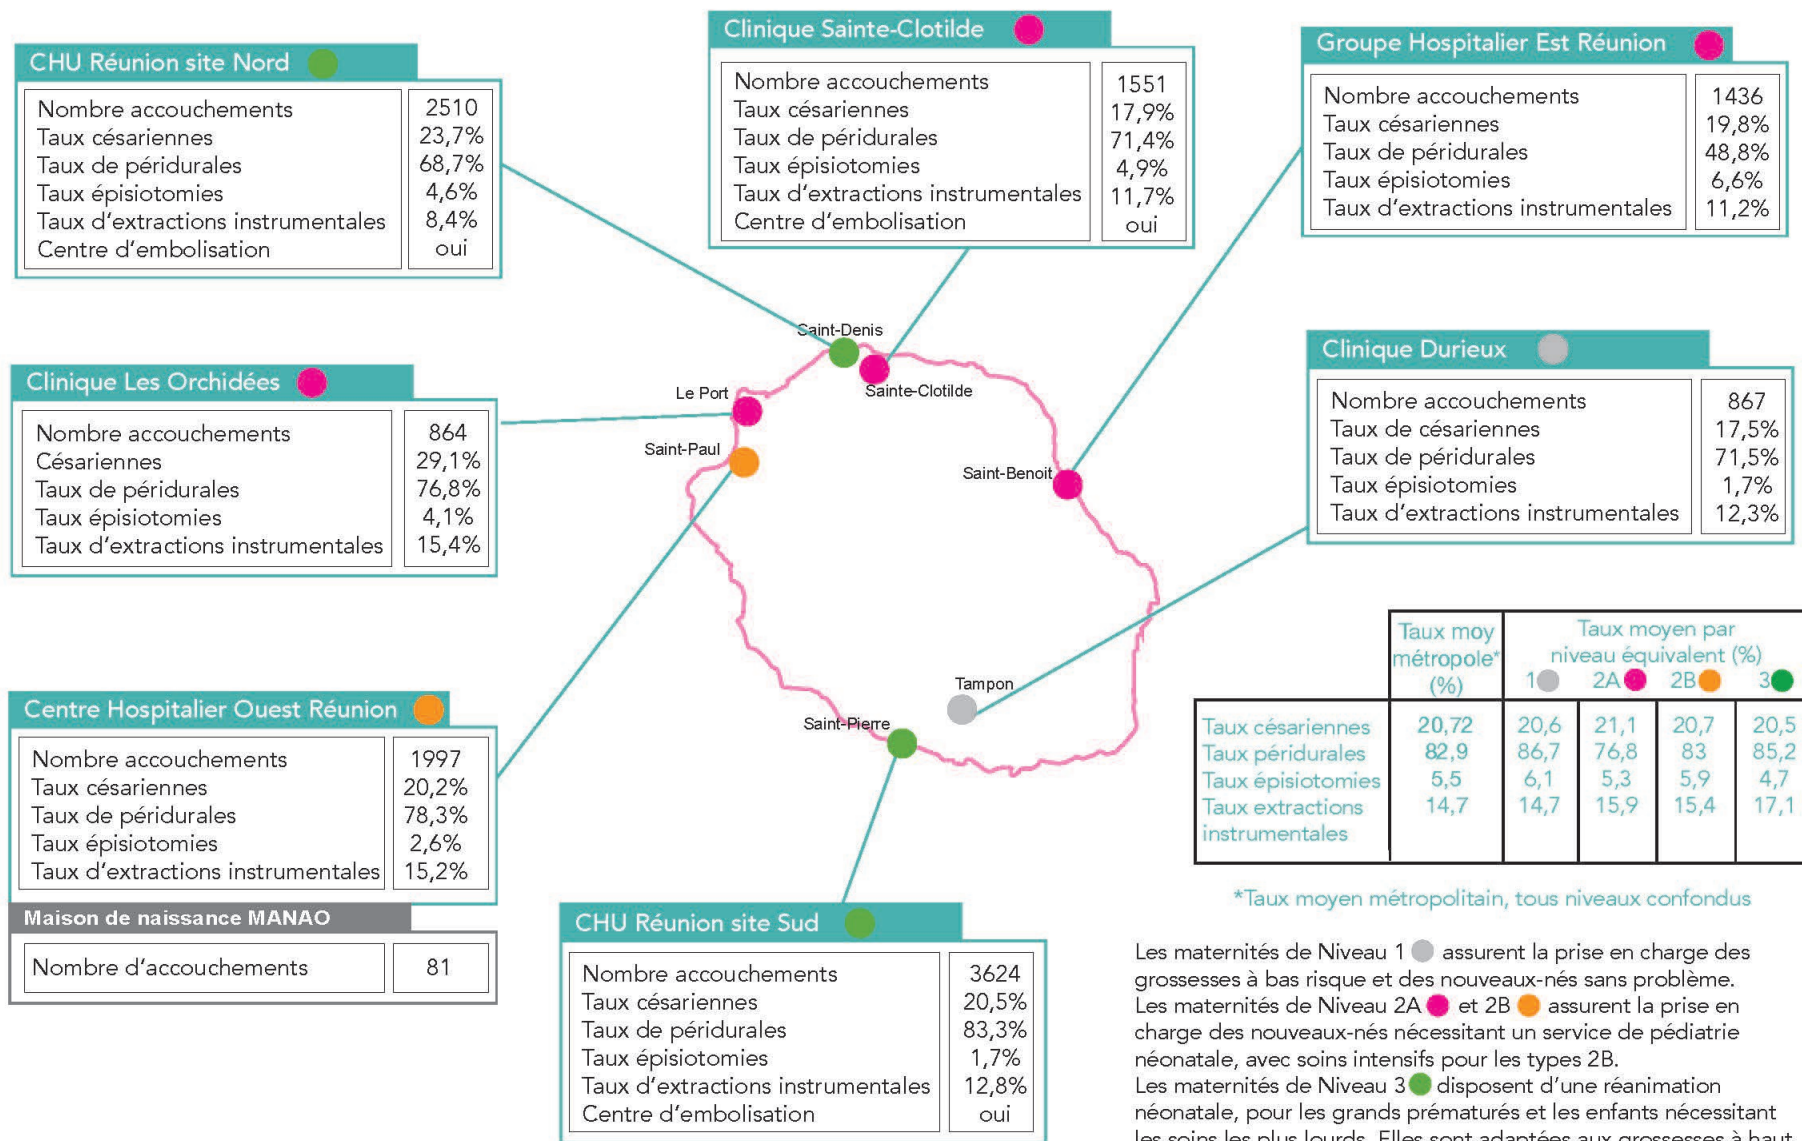 CHU Réunion site Nord
Nombre accouchements 2510
Taux césariennes 23,7%
Taux de péridurales 68,7%
Taux épisiotomies 4,6%
Taux d'extractions instrumentales 8,4%
Centre d'embolisation oui
Clinique Sainte-Clotilde
Nombre accouchements 1551
Taux césariennes 17,9%
Taux de péridurales 71,4%
Taux épisiotomies 4,9%
Taux d'extractions instrumentales 11,7%
Centre d'embolisation oui
Groupe Hospitalier Est Réunion
Nombre accouchements 1436
Taux césariennes 19,8%
Taux de péridurales 48,8%
Taux épisiotomies 6,6%
Taux d'extractions instrumentales 11,2%
Clinique Les Orchidées
Nombre accouchements 864
Césariennes 29,1%
Taux de péridurales 76,8%
Taux épisiotomies 4,1%
Taux d'extractions instrumentales 15,4%
Saint-Denis
Sainte-Clotilde
Le Port
Saint-Paul
Saint-Benoit
Tampon
Saint-Pierre
Clinique Durieux
Nombre accouchements 867
Taux de césariennes 17,5%
Taux de péridurales 71,5%
Taux épisiotomies 1,7%
Taux d'extractions instrumentales 12,3%
Centre Hospitalier Ouest Réunion
Nombre accouchements 1997
Taux césariennes 20,2%
Taux de péridurales 78,3%
Taux épisiotomies 2,6%
Taux d'extractions instrumentales 15,2%
Maison de naissance MANAO
Nombre d'accouchements 81
CHU Réunion site Sud
Nombre accouchements 3624
Taux césariennes 20,5%
Taux de péridurales 83,3%
Taux épisiotomies 1,7%
Taux d'extractions instrumentales 12,8%
Centre d'embolisation oui
Taux moy Taux moyen par
métropole* niveau équivalent (%)
(%) 1 2A 2B 3
Taux césariennes 20,72 20,6 21,1 20,7 20,5
Taux péridurales 82,9 86,7 76,8 83 85,2
Taux épisiotomies 5,5 6,1 5,3 5,9 4,7
Taux extractions 14,7 14,7 15,9 15,4 17,1
instrumentales
*Taux moyen métropolitain, tous niveaux confondus
Les maternités de Niveau 1 assurent la prise en charge des
grossesses à bas risque et des nouveaux-nés sans problème.
Les maternités de Niveau 2A et 2B assurent la prise en
charge des nouveaux-nés nécessitant un service de pédiatrie
néonatale, avec soins intensifs pour les types 2B.
Les maternités de Niveau 3 disposent d'une réanimation
néonatale, pour les grands prématurés et les enfants nécessitant
les soins les plus lourds. Elles sont adaptées aux grossesses à haut